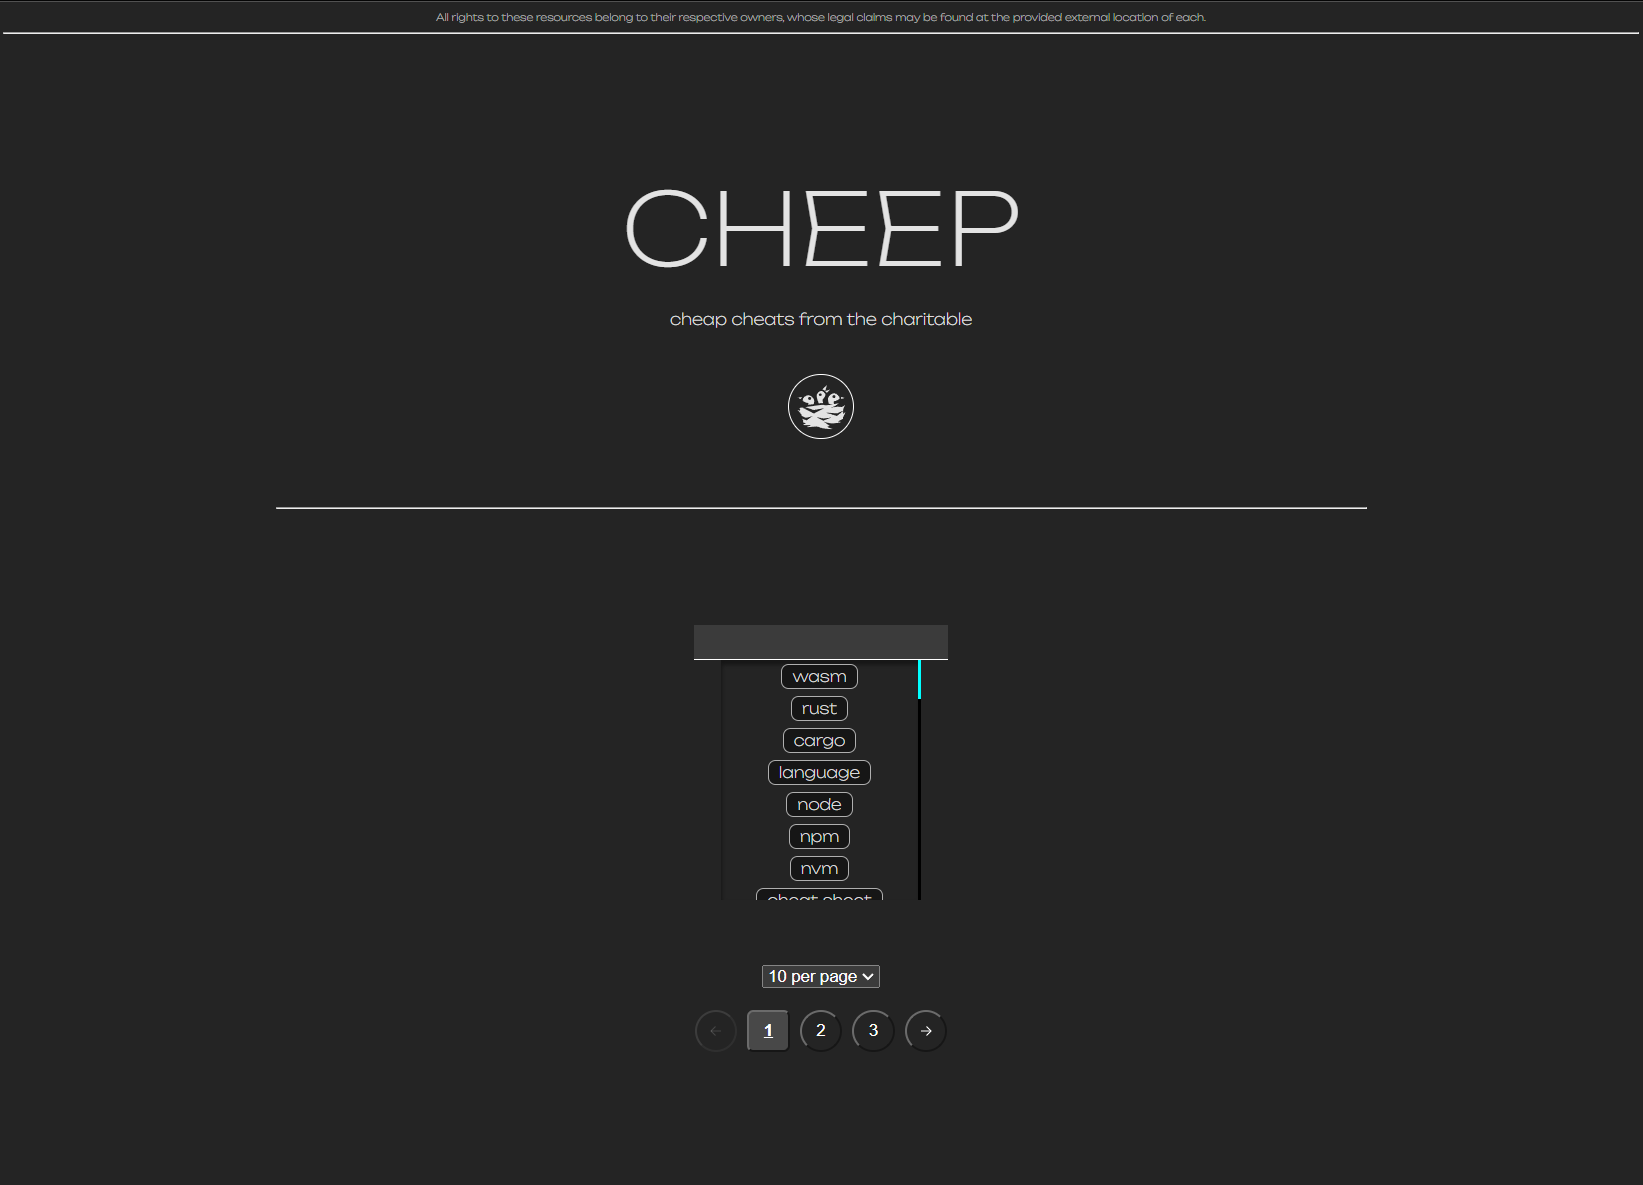 All rights to these resources belong to their respective owners, whose legal claims may be found at the provided external location of each.
CHEEP
cheap cheats from the charitable
wasm
rust
cargo
language
node
npm
nvm
cheat sheet
10 per page
← 1 2 3 →